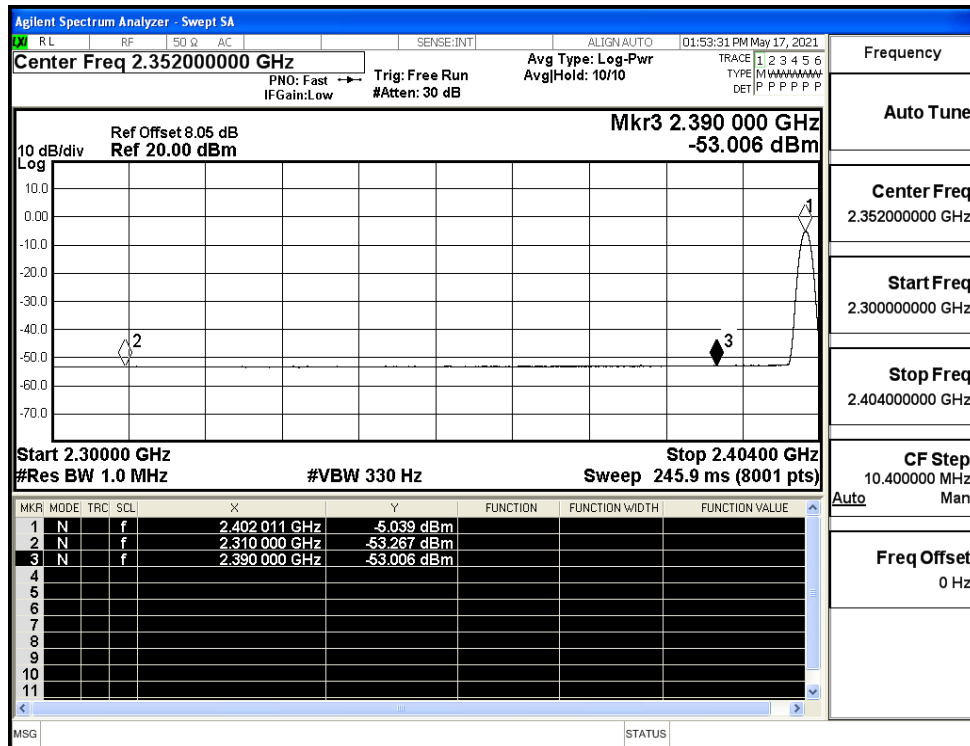 Agilent Spectrum Analyzer - Swept SA
LXI RL RF 50 Ω AC SENSE:INT ALIGN AUTO 01:53:31 PM May 17, 2021
Center Freq 2.352000000 GHz
PNO: Fast
IFGain:Low
Trig: Free Run
#Atten: 30 dB
Avg Type: Log-Pwr
Avg|Hold: 10/10
TRACE 1 2 3 4 5 6
TYPE M W W W W W
DET P P P P P P
Ref Offset 8.05 dB
10 dB/div Ref 20.00 dBm
Log
Mkr3 2.390 000 GHz
-53.006 dBm
10.0
0.00
-10.0
-20.0
-30.0
-40.0
-50.0
-60.0
-70.0
1
2
3
Start 2.30000 GHz Stop 2.40400 GHz
#Res BW 1.0 MHz #VBW 330 Hz Sweep 245.9 ms (8001 pts)
MKR MODE TRC SCL X Y FUNCTION FUNCTION WIDTH FUNCTION VALUE
1 N f 2.402 011 GHz -5.039 dBm
2 N f 2.310 000 GHz -53.267 dBm
3 N f 2.390 000 GHz -53.006 dBm
4
5
6
7
8
9
10
11
MSG STATUS
Frequency
Auto Tune
Center Freq
2.352000000 GHz
Start Freq
2.300000000 GHz
Stop Freq
2.404000000 GHz
CF Step
10.400000 MHz
Auto Man
Freq Offset
0 Hz